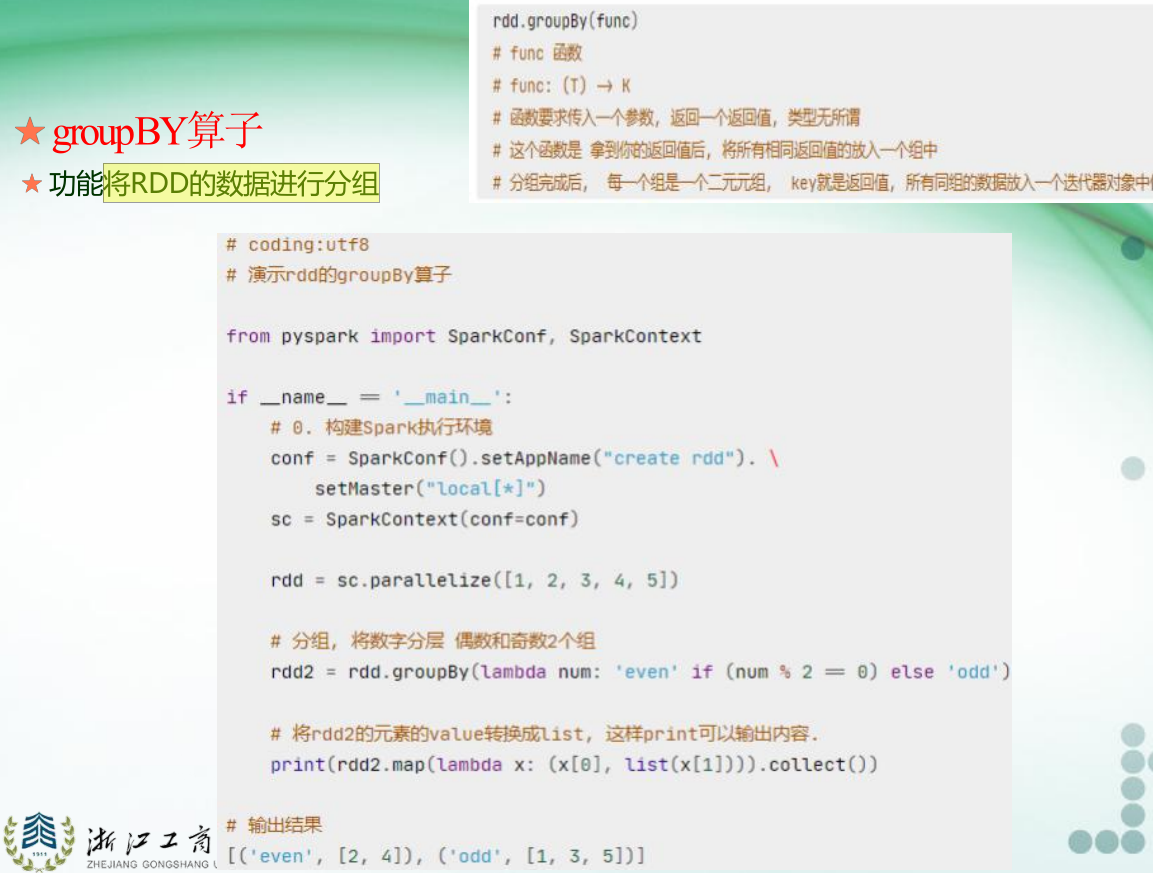 rdd.groupBy(func)
# func 函数
# func: (T) → K
# 函数要求传入一个参数, 返回一个返回值, 类型无所谓
# 这个函数是 拿到你的返回值后, 将所有相同返回值的放入一个组中
# 分组完成后, 每一个组是一个二元元组, key就是返回值, 所有同组的数据放入一个迭代器对象中
groupBY算子
功能将RDD的数据进行分组
# coding:utf8
# 演示rdd的groupBy算子
from pyspark import SparkConf, SparkContext
if __name__ == '__main__':
# 0. 构建Spark执行环境
conf = SparkConf().setAppName("create rdd"). \
setMaster("local[*]")
sc = SparkContext(conf=conf)
rdd = sc.parallelize([1, 2, 3, 4, 5])
# 分组, 将数字分层 偶数和奇数2个组
rdd2 = rdd.groupBy(lambda num: 'even' if (num % 2 == 0) else 'odd')
# 将rdd2的元素的value转换成list, 这样print可以输出内容.
print(rdd2.map(lambda x: (x[0], list(x[1]))).collect())
# 输出结果
[('even', [2, 4]), ('odd', [1, 3, 5])]
浙江工商
ZHEJIANG GONGSHANG
1911